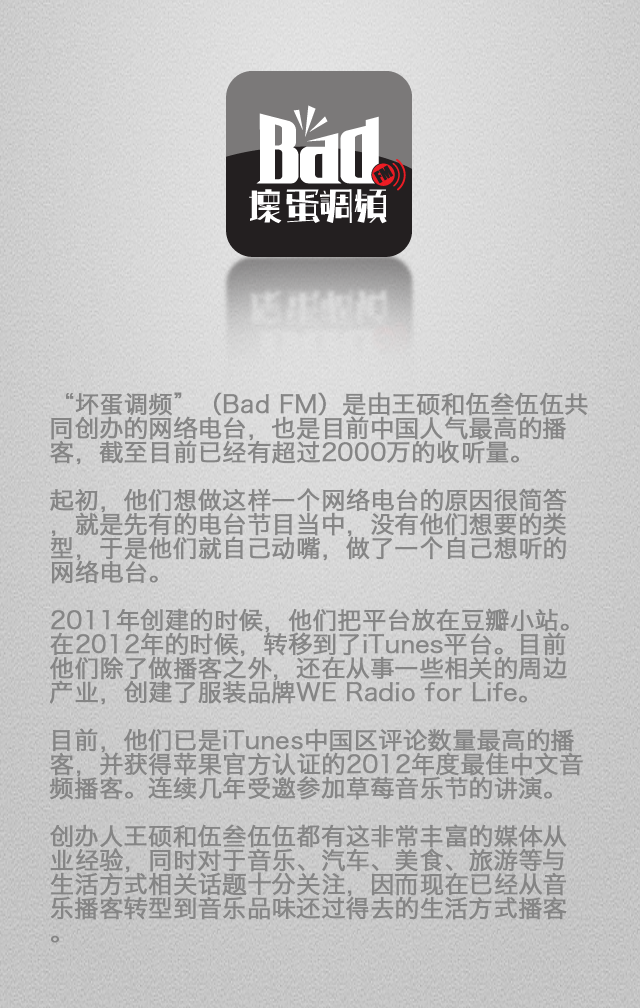 Bad
FM
壞蛋調頻
“坏蛋调频”（Bad FM）是由王硕和伍叁伍伍共
同创办的网络电台，也是目前中国人气最高的播
客，截至目前已经有超过2000万的收听量。
起初，他们想做这样一个网络电台的原因很简答
，就是先有的电台节目当中，没有他们想要的类
型，于是他们就自己动嘴，做了一个自己想听的
网络电台。
2011年创建的时候，他们把平台放在豆瓣小站。
在2012年的时候，转移到了iTunes平台。目前
他们除了做播客之外，还在从事一些相关的周边
产业，创建了服装品牌WE Radio for Life。
目前，他们已是iTunes中国区评论数量最高的播
客，并获得苹果官方认证的2012年度最佳中文音
频播客。连续几年受邀参加草莓音乐节的讲演。
创办人王硕和伍叁伍伍都有这非常丰富的媒体从
业经验，同时对于音乐、汽车、美食、旅游等与
生活方式相关话题十分关注，因而现在已经从音
乐播客转型到音乐品味还过得去的生活方式播客
。